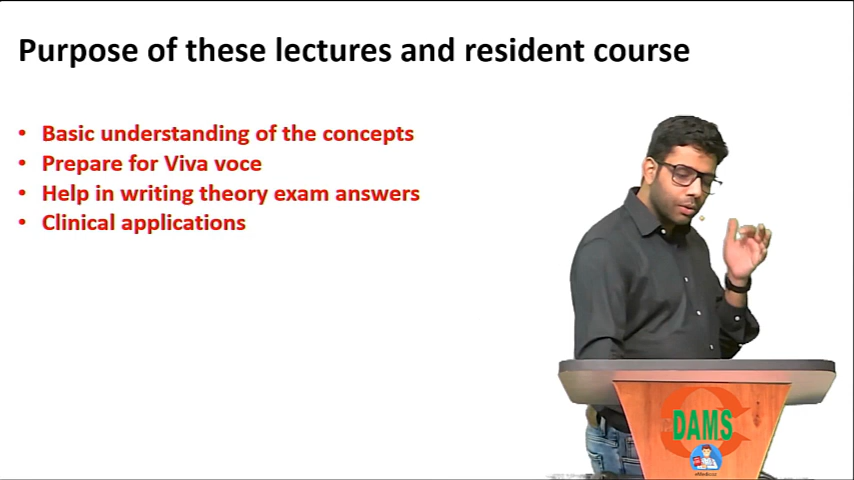 Purpose of these lectures and resident course
• Basic understanding of the concepts
• Prepare for Viva voce
• Help in writing theory exam answers
• Clinical applications
DAMS